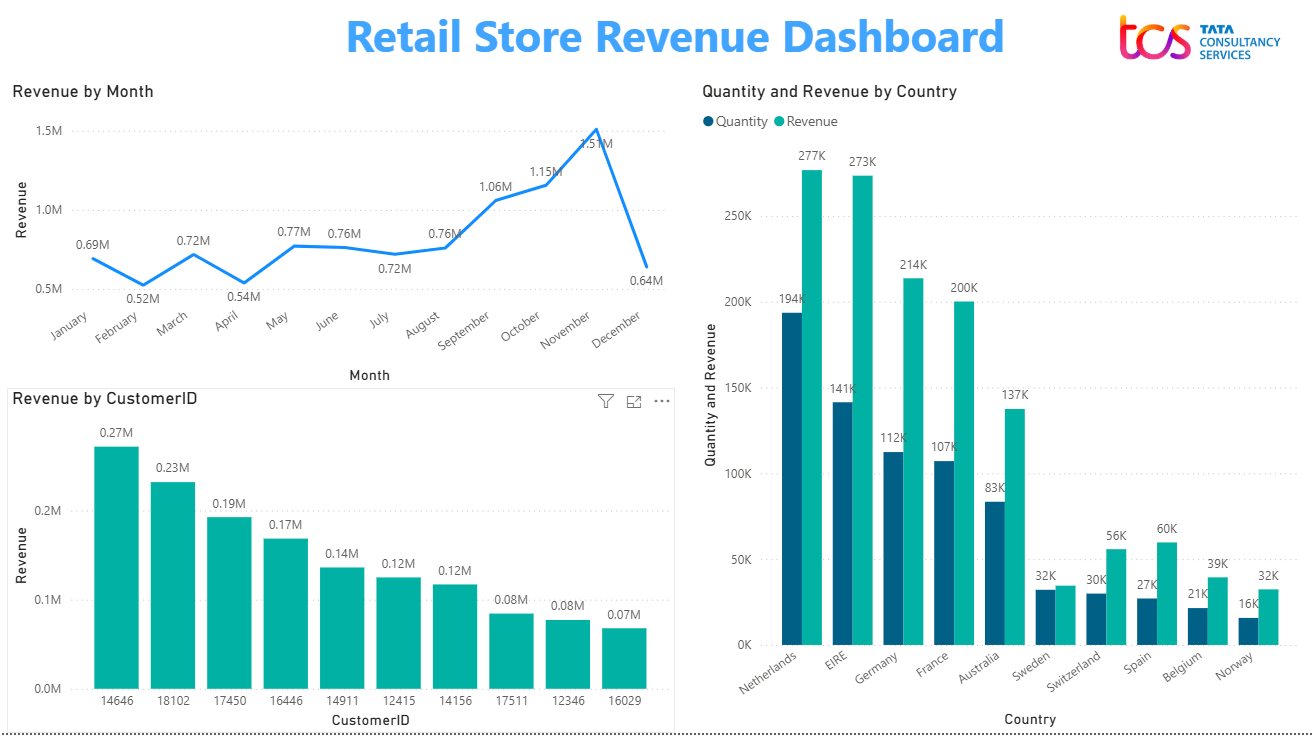 Retail Store Revenue Dashboard
tcs TATA
CONSULTANCY
SERVICES
Revenue by Month
1.5M
1.0M
0.5M
Revenue
0.69M
0.52M
0.72M
0.54M
0.77M
0.76M
0.72M
0.76M
1.06M
1.15M
1.51M
0.64M
January
February
March
April
May
June
July
August
September
October
November
December
Month
Revenue by CustomerID
0.2M
0.1M
0.0M
Revenue
0.27M
0.23M
0.19M
0.17M
0.14M
0.12M
0.12M
0.08M
0.08M
0.07M
14646 18102 17450 16446 14911 12415 14156 17511 12346 16029
CustomerID
Quantity and Revenue by Country
Quantity Revenue
250K
200K
150K
100K
50K
0K
Quantity and Revenue
194K
277K
141K
273K
112K
214K
107K
200K
83K
137K
32K
30K
56K
27K
60K
21K
39K
16K
32K
Netherlands
EIRE
Germany
France
Australia
Sweden
Switzerland
Spain
Belgium
Norway
Country